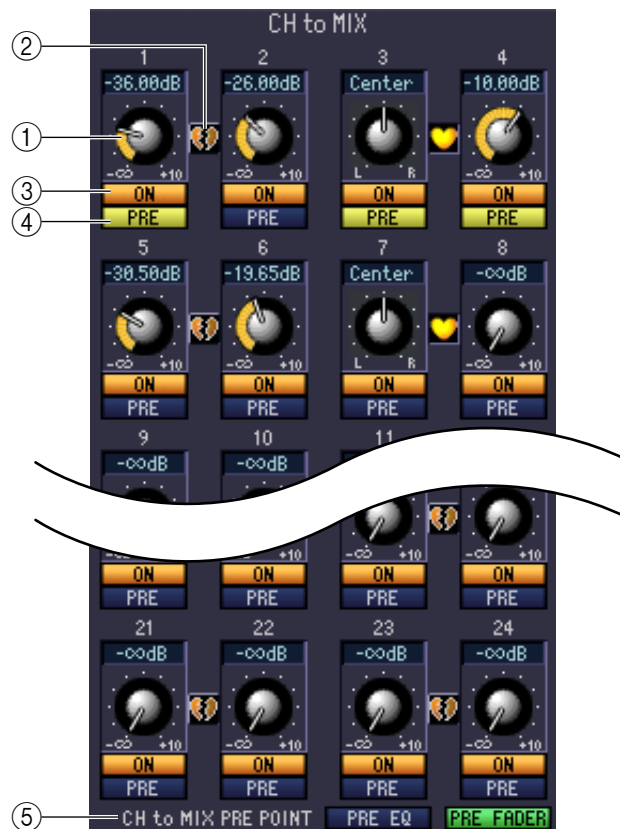 CH to MIX
②
1 2 3 4
-36.00dB -26.00dB Center -10.00dB
①
-∞ +10 -∞ +10 L R -∞ +10
③ ON ON ON ON
④ PRE PRE PRE PRE
5 6 7 8
-30.50dB -19.65dB Center -∞dB
-∞ +10 -∞ +10 L R -∞ +10
ON ON ON ON
PRE PRE PRE PRE
9 10 11
-∞dB -∞dB
-∞ +10 +10 -∞ +10 -∞ +10
ON ON ON ON
PRE PRE PRE PRE
21 22 23 24
-∞dB -∞dB -∞dB -∞dB
-∞ +10 -∞ +10 -∞ +10 -∞ +10
ON ON ON ON
PRE PRE PRE PRE
⑤ CH to MIX PRE POINT PRE EQ PRE FADER